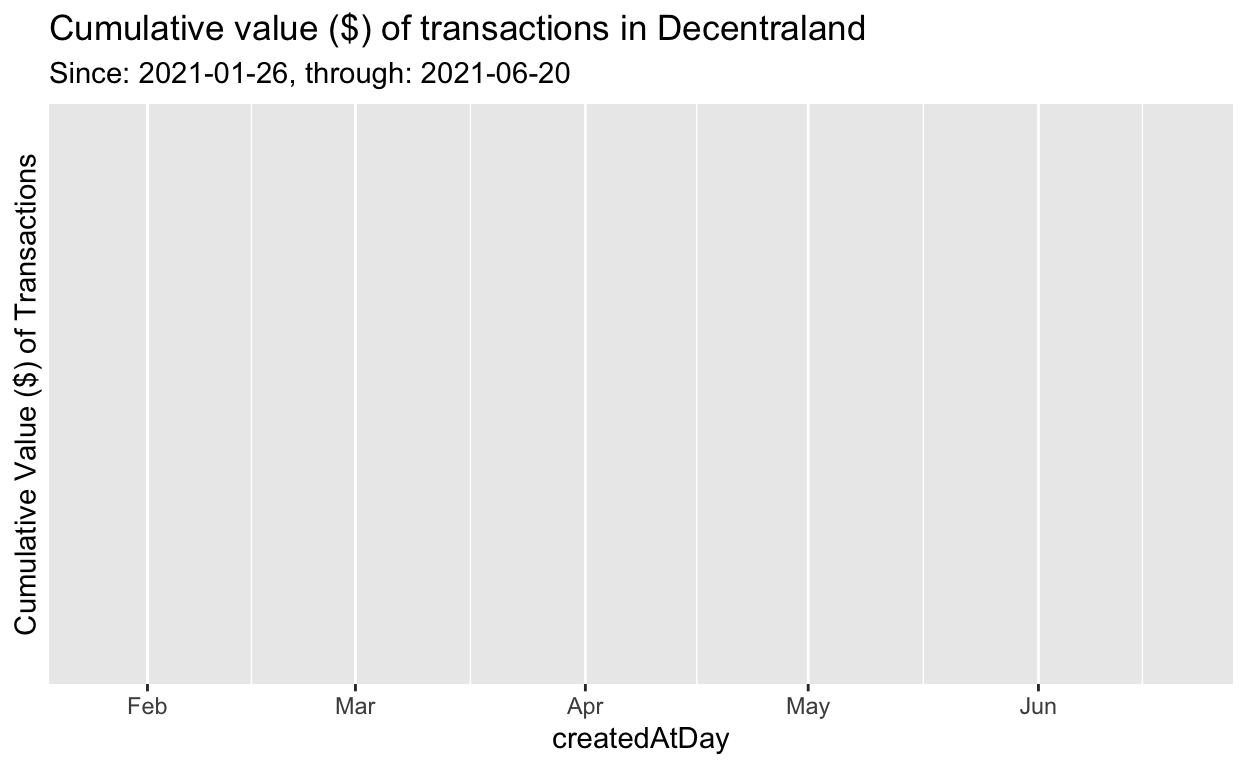 Cumulative value ($) of transactions in Decentraland
Since: 2021-01-26, through: 2021-06-20
Cumulative Value ($) of Transactions
Feb Mar Apr May Jun
createdAtDay